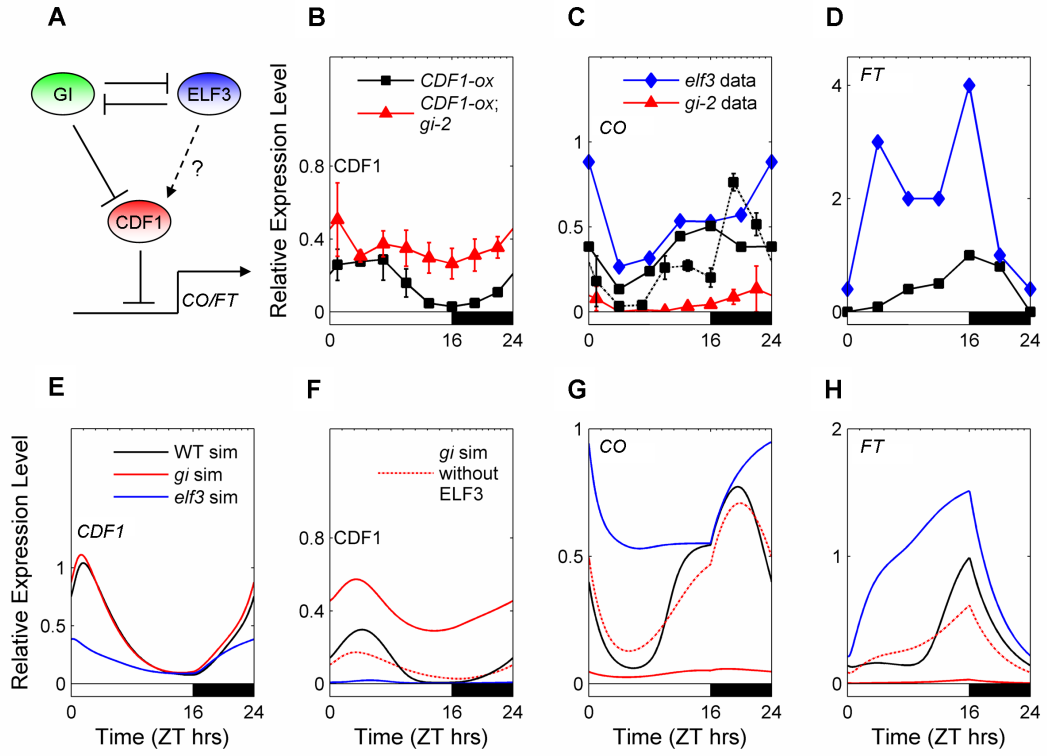 A
GI
ELF3
?
CDF1
CO/FT
B
Relative Expression Level
CDF1-ox
CDF1-ox;
gi-2
CDF1
0.8
0.4
0
0
16
24
C
elf3 data
gi-2 data
CO
1
0.5
0
0
16
24
D
FT
4
2
0
0
16
24
E
Relative Expression Level
WT sim
gi sim
elf3 sim
CDF1
1
0.5
0
0
16
24
Time (ZT hrs)
F
gi sim
without
ELF3
CDF1
0.8
0.4
0
0
16
24
Time (ZT hrs)
G
CO
1
0.5
0
0
16
24
Time (ZT hrs)
H
FT
2
1
0
0
16
24
Time (ZT hrs)